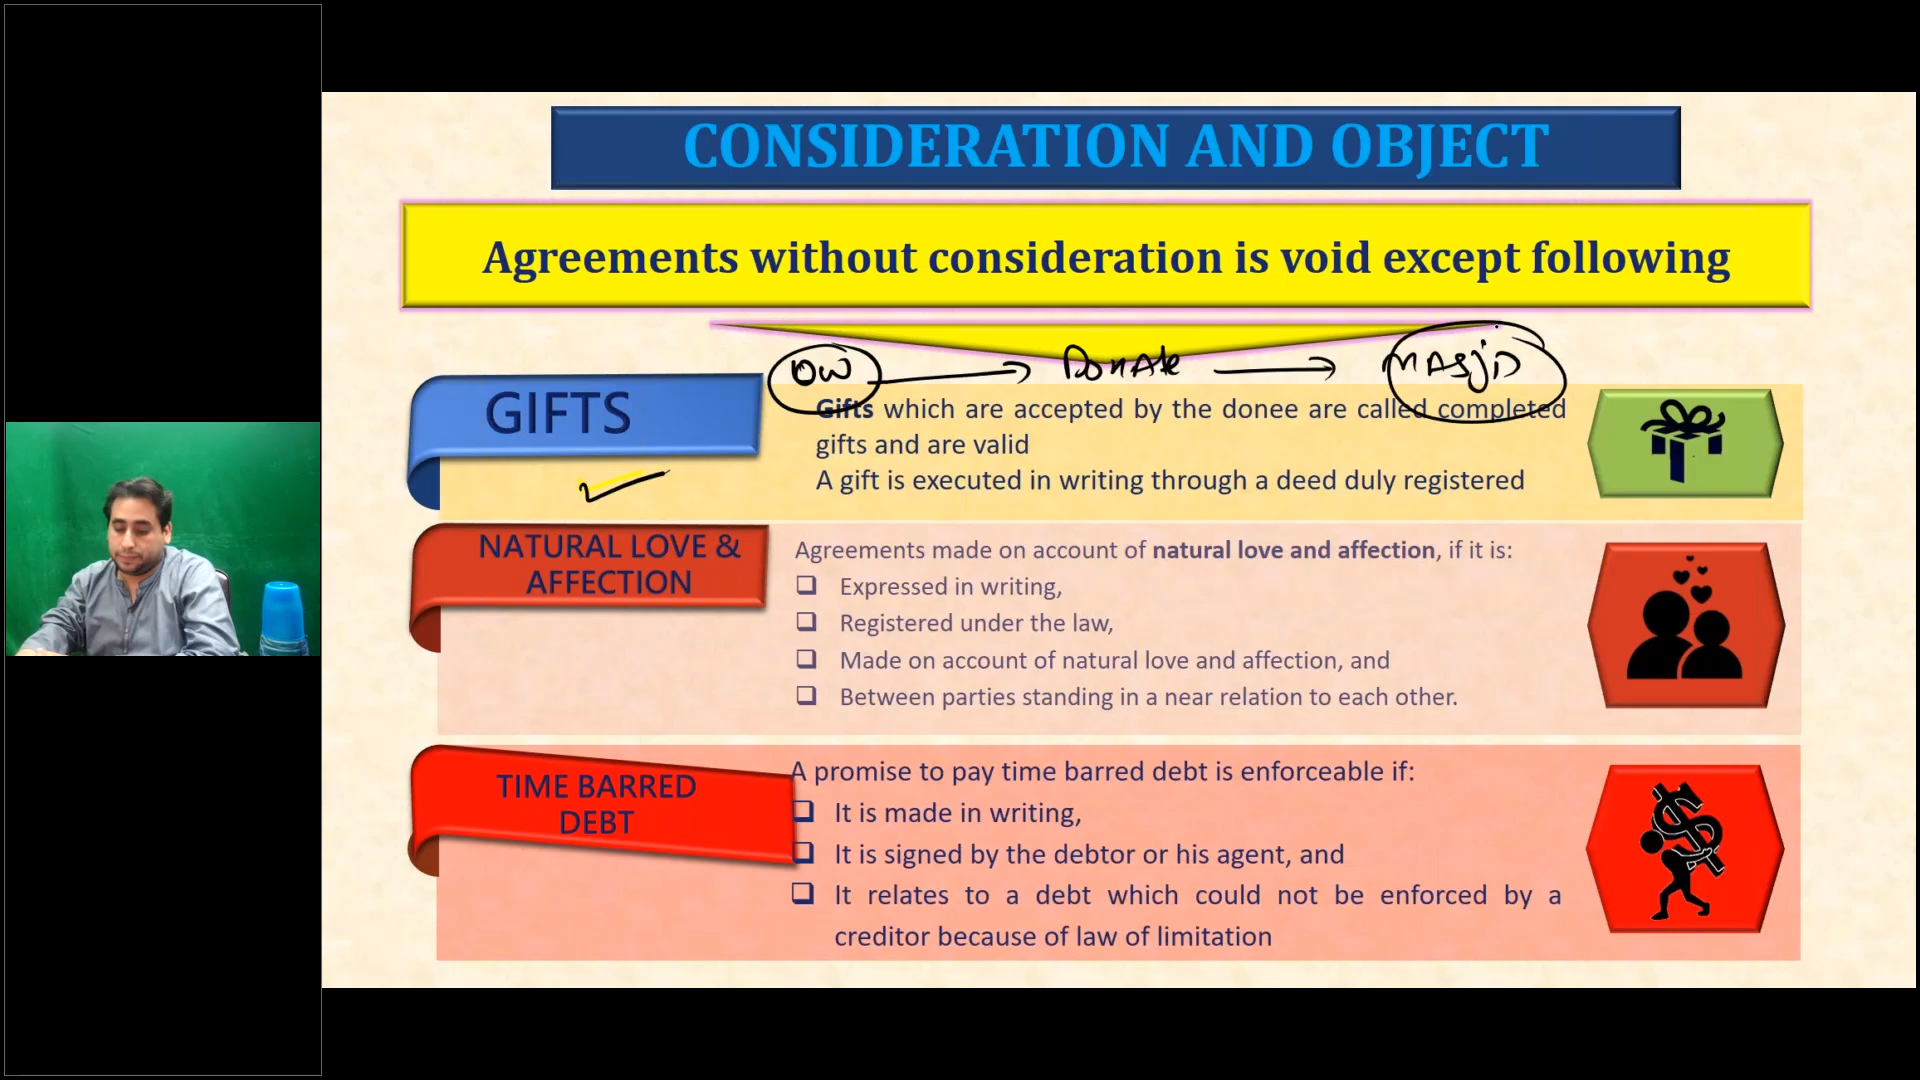 CONSIDERATION AND OBJECT
Agreements without consideration is void except following
OW → Donate → MASJID
GIFTS
Gifts which are accepted by the donee are called completed
gifts and are valid
A gift is executed in writing through a deed duly registered
NATURAL LOVE &
AFFECTION
Agreements made on account of natural love and affection, if it is:
❑ Expressed in writing,
❑ Registered under the law,
❑ Made on account of natural love and affection, and
❑ Between parties standing in a near relation to each other.
TIME BARRED
DEBT
A promise to pay time barred debt is enforceable if:
❑ It is made in writing,
❑ It is signed by the debtor or his agent, and
❑ It relates to a debt which could not be enforced by a
creditor because of law of limitation